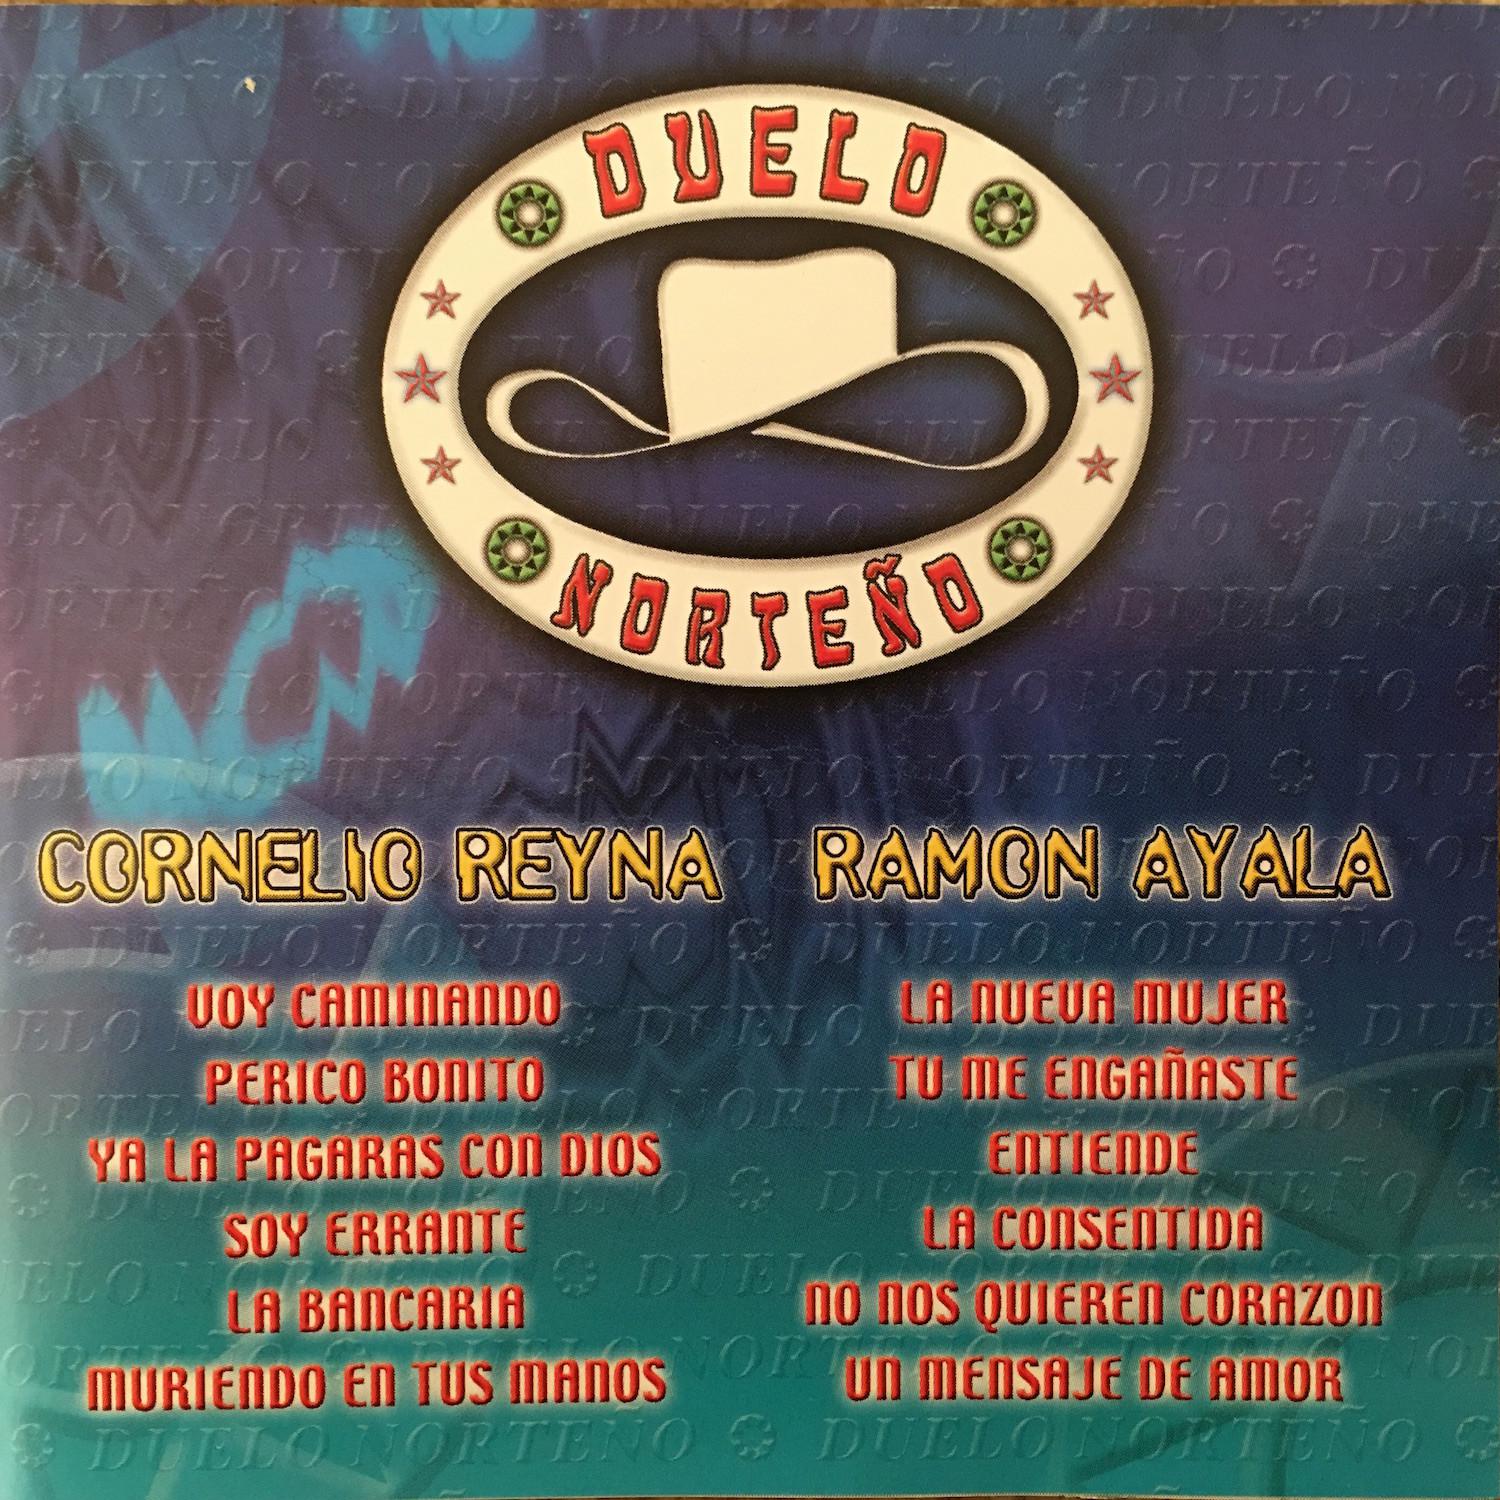 DUELO
NORTEÑO
CORNELIO REYNA
VOY CAMINANDO
PERICO BONITO
YA LA PAGARAS CON DIOS
SOY ERRANTE
LA BANCARIA
MURIENDO EN TUS MANOS
RAMON AYALA
LA NUEVA MUJER
TU ME ENGAÑASTE
ENTIENDE
LA CONSENTIDA
NO NOS QUIEREN CORAZON
UN MENSAJE DE AMOR
DUELO NORTEÑO